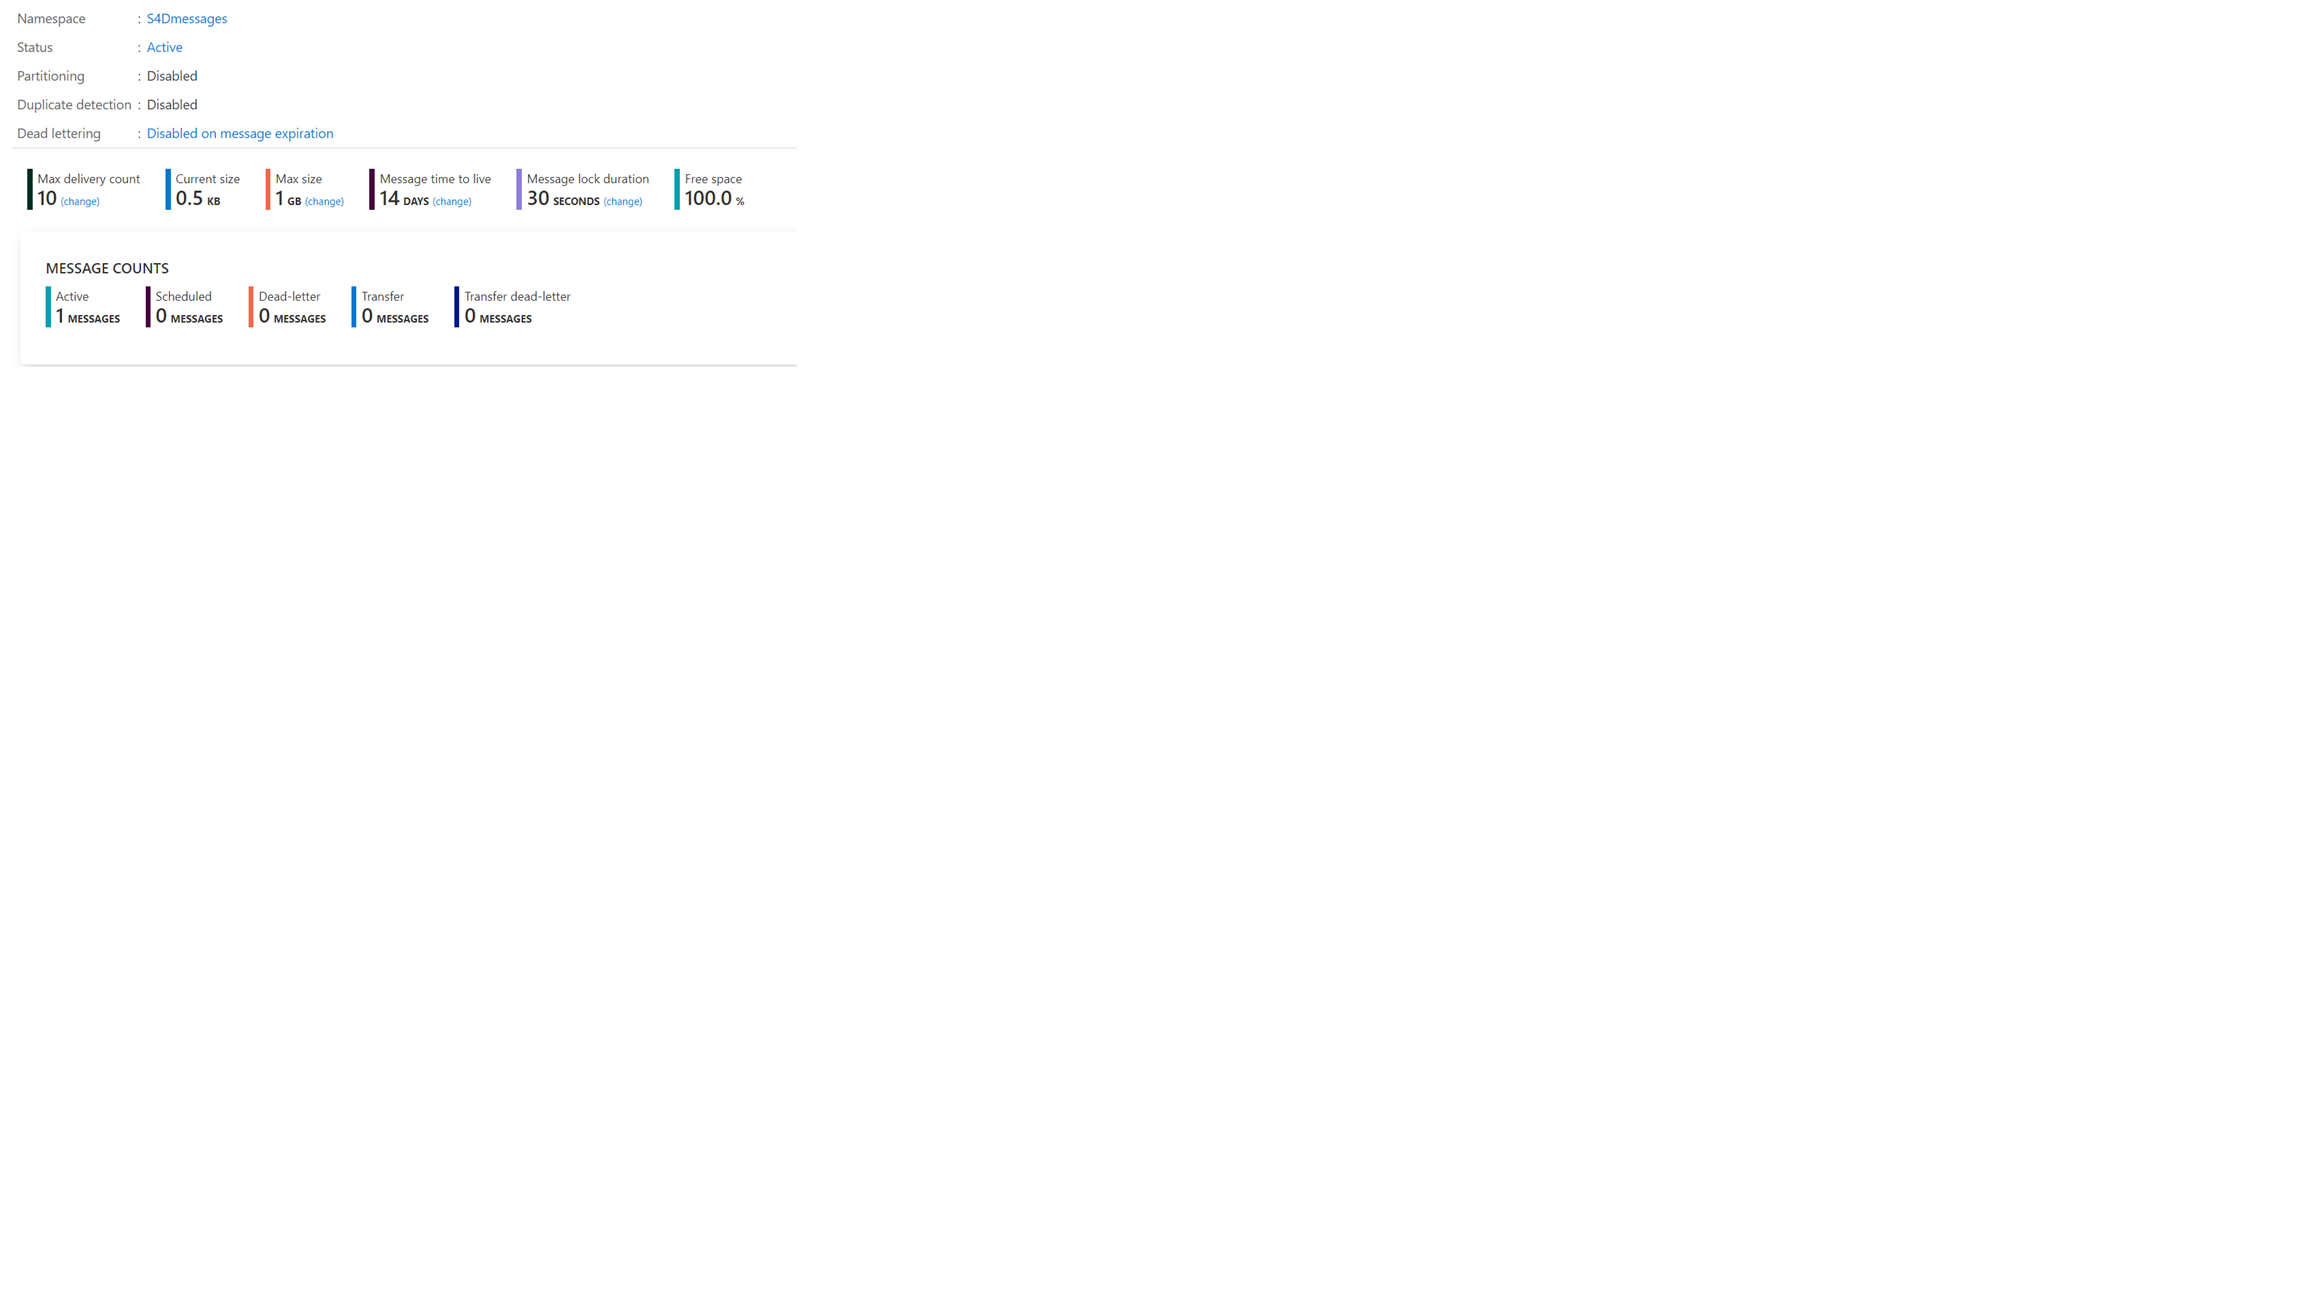 Namespace : S4Dmessages
Status : Active
Partitioning : Disabled
Duplicate detection : Disabled
Dead lettering : Disabled on message expiration
Max delivery count Current size Max size Message time to live Message lock duration Free space
10 (change) 0.5 KB 1 GB (change) 14 DAYS (change) 30 SECONDS (change) 100.0 %
MESSAGE COUNTS
Active Scheduled Dead-letter Transfer Transfer dead-letter
1 MESSAGES 0 MESSAGES 0 MESSAGES 0 MESSAGES 0 MESSAGES